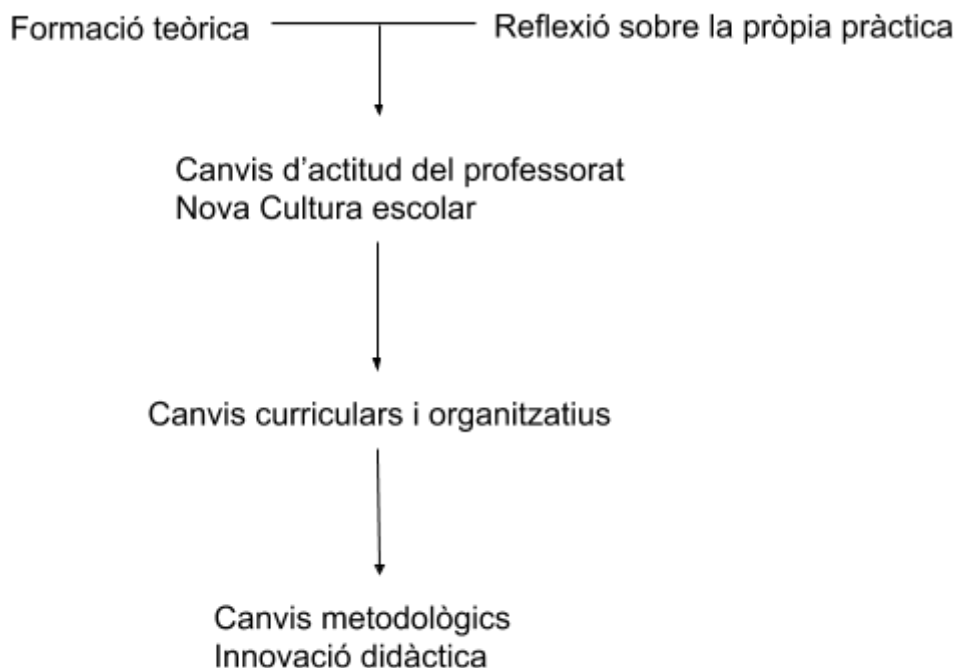 Formació teòrica
Reflexió sobre la pròpia pràctica
Canvis d’actitud del professorat
Nova Cultura escolar
Canvis curriculars i organitzatius
Canvis metodològics
Innovació didàctica